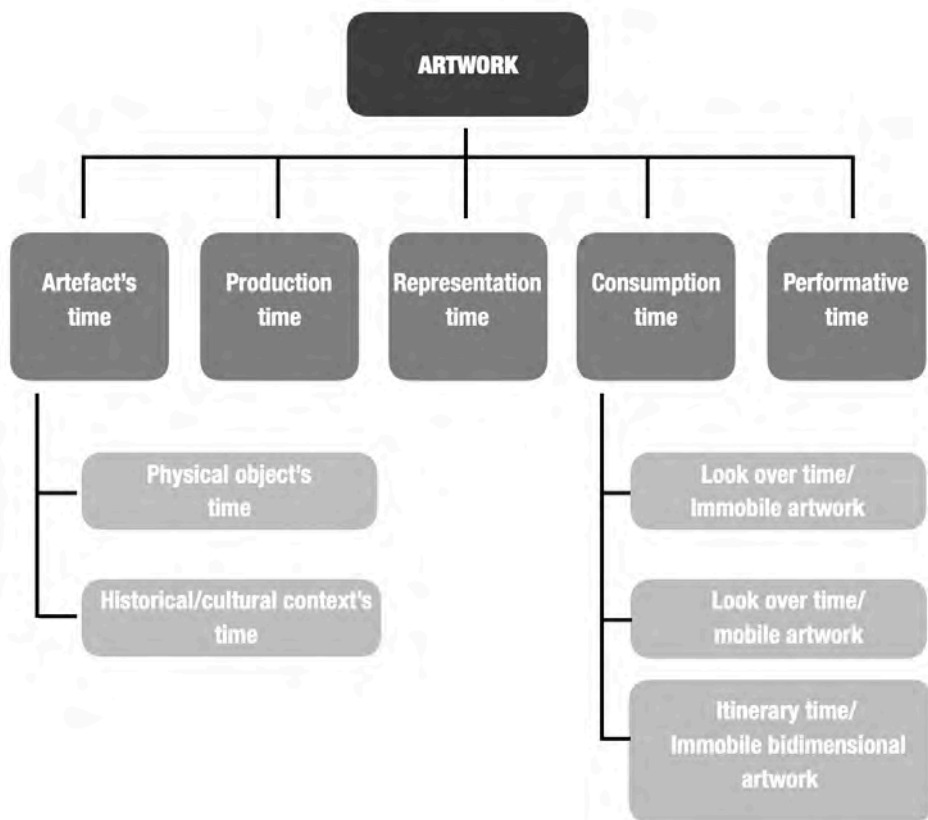 ARTWORK
Artefact's
time
Production
time
Representation
time
Consumption
time
Performative
time
Physical object's
time
Historical/cultural context's
time
Look over time/
Immobile artwork
Look over time/
mobile artwork
Itinerary time/
Immobile bidimensional
artwork